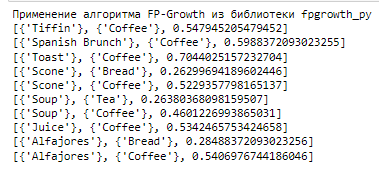 Применение алгоритма FP-Growth из библиотеки fpgrowth_py
[{'Tiffin'}, {'Coffee'}, 0.547945205479452]
[{'Spanish Brunch'}, {'Coffee'}, 0.5988372093023255]
[{'Toast'}, {'Coffee'}, 0.7044025157232704]
[{'Scone'}, {'Bread'}, 0.26299694189602446]
[{'Scone'}, {'Coffee'}, 0.5229357798165137]
[{'Soup'}, {'Tea'}, 0.26380368098159507]
[{'Soup'}, {'Coffee'}, 0.4601226993865031]
[{'Juice'}, {'Coffee'}, 0.5342465753424658]
[{'Alfajores'}, {'Bread'}, 0.28488372093023256]
[{'Alfajores'}, {'Coffee'}, 0.5406976744186046]